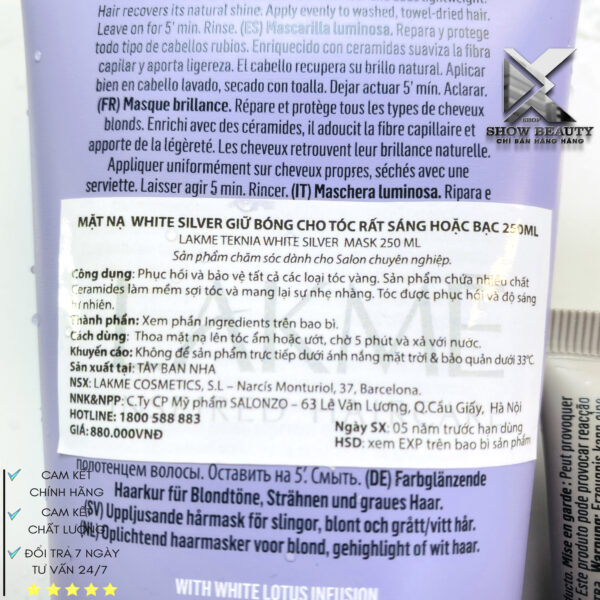 Hair recovers its natural shine. Apply evenly to washed, towel-dried hair.
Leave on for 5' min. Rinse. (ES) Mascarilla luminosa. Repara y protege
todo tipo de cabellos rubios. Enriquecido con ceramidas suaviza la fibra
capilar y aporta ligereza. El cabello recupera su brillo natural. Aplicar
bien en cabello lavado, secado con toalla. Dejar actuar 5' min. Aclarar.
(FR) Masque brillance. Répare et protège tous les types de cheveux
blonds. Enrichi avec des céramides, il adoucit la fibre capillaire et
apporte de la légèreté. Les cheveux retrouvent leur brillance naturelle.
Appliquer uniformément sur cheveux propres, séchés avec une
serviette. Laisser agir 5 min. Rincer. (IT) Maschera luminosa. Ripara e
SHOP
SHOW BEAUTY
CHỈ BÁN HÀNG HÃNG
MẶT NẠ WHITE SILVER GIỮ BÓNG CHO TÓC RẤT SÁNG HOẶC BẠC 250ML
LAKME TEKNIA WHITE SILVER MASK 250 ML
Sản phẩm chăm sóc dành cho Salon chuyên nghiệp.
Công dụng: Phục hồi và bảo vệ tất cả các loại tóc vàng. Sản phẩm chứa nhiều chất
Ceramides làm mềm sợi tóc và mang lại sự nhẹ nhàng. Tóc được phục hồi và độ sáng
tự nhiên.
Thành phần: Xem phần Ingredients trên bao bì.
Cách dùng: Thoa mặt nạ lên tóc ẩm hoặc ướt, chờ 5 phút và xả với nước.
Khuyến cáo: Không để sản phẩm trực tiếp dưới ánh nắng mặt trời & bảo quản dưới 33°C.
Sản xuất tại: TÂY BAN NHA
NSX: LAKME COSMETICS, S.L – Narcís Monturiol, 37, Barcelona.
NNK&NPP: C.Ty CP Mỹ phẩm SALONZO – 63 Lê Văn Lương, Q.Cầu Giấy, Hà Nội
HOTLINE: 1800 588 883
Ngày SX: 05 năm trước hạn dùng
GIÁ: 880.000VNĐ
HSD: xem EXP trên bao bì sản phẩm
LAKME
полотенцем волосы. Оставить на 5'. Смыть. (DE) Farbglänzende
Haarkur für Blondtöne, Strähnen und graues Haar.
(SV) Uppljusande hårmask för slingor, blont och grått/vitt hår.
(NL) Oplichtend haarmasker voor blond, gehighlight of wit haar.
WITH WHITE LOTUS INFUSION
CAM KẾT
CHÍNH HÃNG
CAM KẾT
CHẤT LƯỢNG
ĐỔI TRẢ 7 NGÀY
TƯ VẤN 24/7
Mise en garde : Peut provoquer
Este produto pode provocar reacção